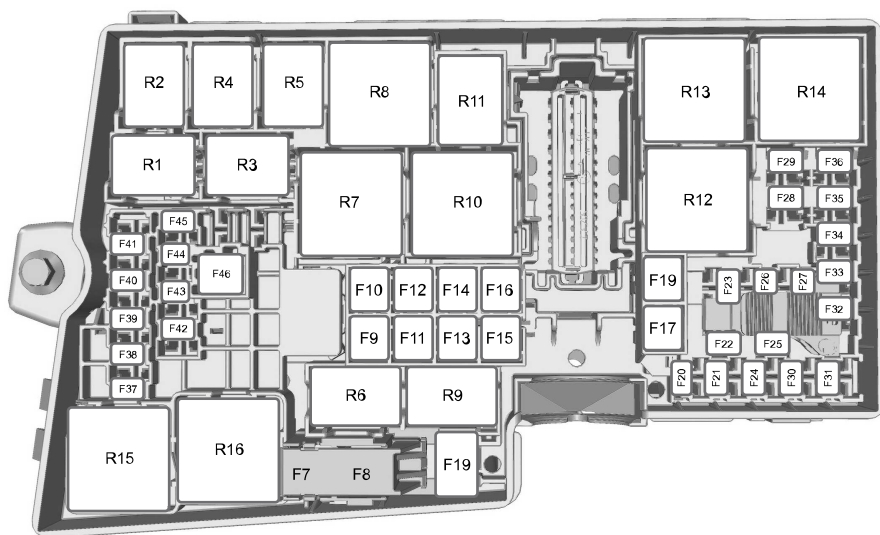 R2 R4 R5 R8 R11 R13 R14
R1 R3 F29 F36
R7 R10 R12 F28 F35
F45
F41 F34
F44
F40 F46 F10 F12 F14 F16 F19 F23 F26 F27 F33
F43
F39 F32
F42 F9 F11 F13 F15 F17
F38 F22 F25
F37 R6 R9 F20 F21 F24 F30 F31
R15 R16 F7 F8 F19